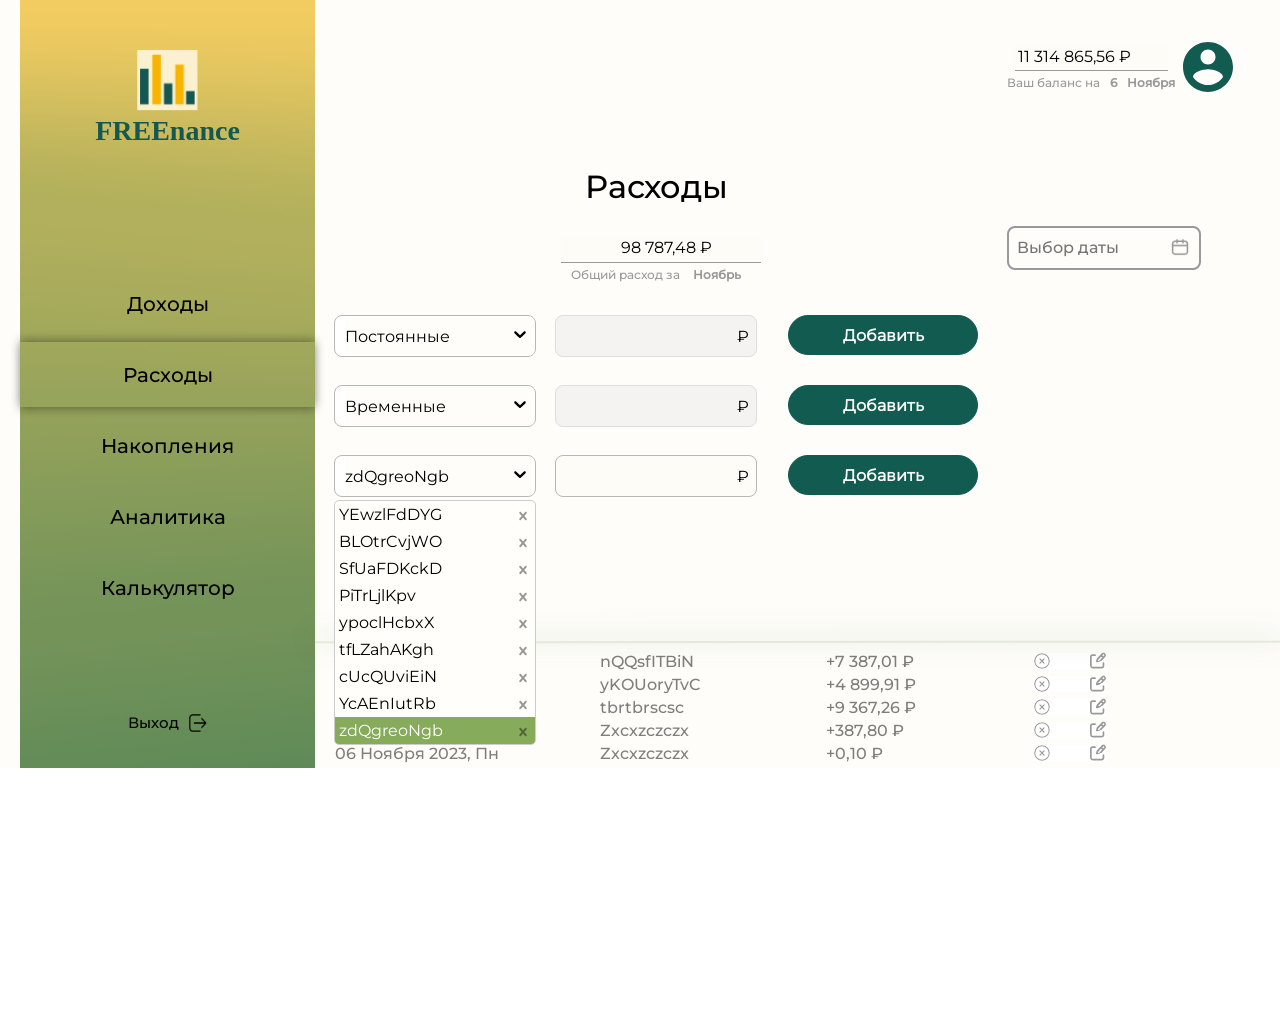 FREEnance
Доходы
Расходы
Накопления
Аналитика
Калькулятор
Выход
11 314 865,56 ₽
Ваш баланс на 6 Ноября
Расходы
98 787,48 ₽
Общий расход за Ноябрь
Выбор даты
Постоянные ₽ Добавить
Временные ₽ Добавить
zdQgreoNgb ₽ Добавить
YEwzlFdDYG x
BLOtrCvjWO x
SfUaFDKckD x
PiTrLjlKpv x
ypoclHcbxX x
tfLZahAKgh x
cUcQUviEiN x
YcAEnIutRb x
zdQgreoNgb x
nQQsfITBiN +7 387,01 ₽
yKOUoryTvC +4 899,91 ₽
tbrtbrscsc +9 367,26 ₽
Zxcxzczczx +387,80 ₽
06 Ноября 2023, Пн Zxcxzczczx +0,10 ₽